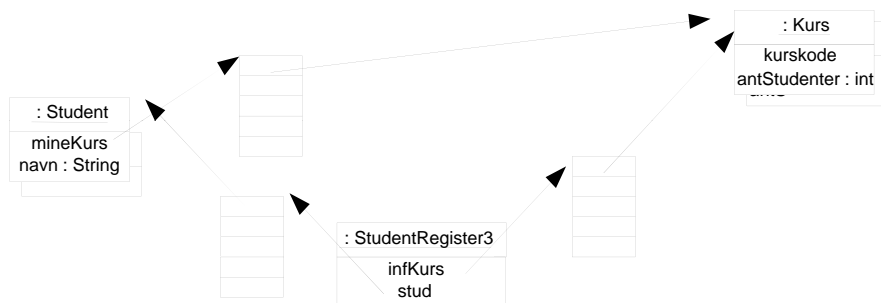 : Kurs
kurskode
antStudenter : int
: Student
mineKurs
navn : String
: StudentRegister3
infKurs
stud